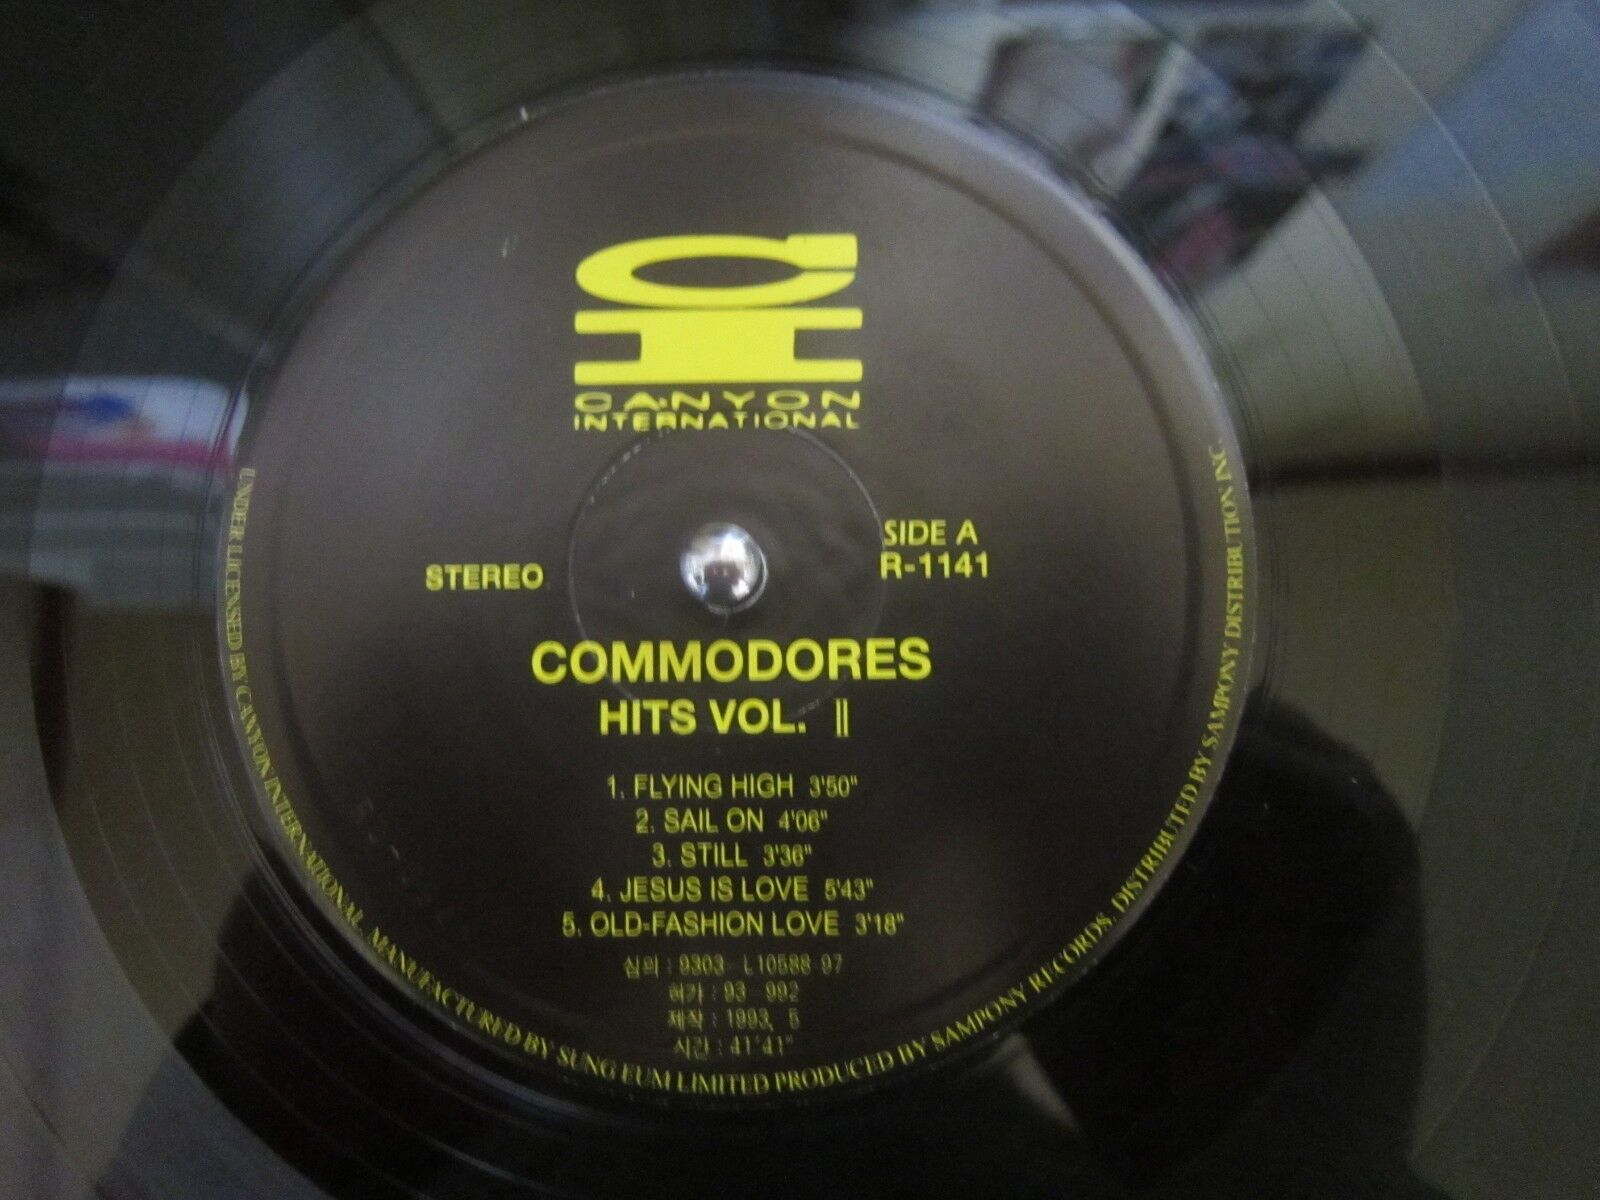 CI
CANYON
INTERNATIONAL
STEREO
SIDE A
R-1141
COMMODORES
HITS VOL. II
1. FLYING HIGH 3'50"
2. SAIL ON 4'06"
3. STILL 3'36"
4. JESUS IS LOVE 5'43"
5. OLD-FASHION LOVE 3'18"
심의 : 9303- L10588 97
허가 : 93 992
제작 : 1993. 5
시간 : 41'41"
UNDER LICENSED BY CANYON INTERNATIONAL. MANUFACTURED BY SUNG EUM LIMITED PRODUCED BY SAMPONY RECORDS. DISTRIBUTED BY SAMPONY DISTRIBUTION INC.